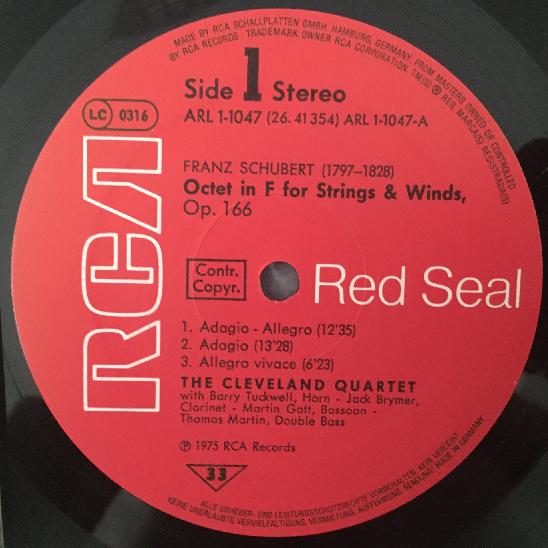 MADE BY RCA SCHALLPLATTEN GMBH, HAMBURG, GERMANY, FROM MASTERS OWNED OR CONTROLLED
BY RCA RECORDS · TRADEMARK OWNER RCA CORPORATION. TM(S) ® REG. MARCA(S) REGISTRADA(S)
Side 1 Stereo
ARL 1-1047 (26.41354) ARL 1-1047-A
LC 0316
RCA
FRANZ SCHUBERT (1797–1828)
Octet in F for Strings & Winds,
Op. 166
Contr.
Copyr.
Red Seal
1. Adagio - Allegro (12'35)
2. Adagio (13'28)
3. Allegro vivace (6'23)
THE CLEVELAND QUARTET
with Barry Tuckwell, Horn - Jack Brymer,
Clarinet - Martin Gatt, Bassoon -
Thomas Martin, Double Bass
℗ 1975 RCA Records
33
ALLE URHEBER- UND LEISTUNGSSCHUTZRECHTE VORBEHALTEN. KEIN VERLEIH!
KEINE UNERLAUBTE VERVIELFÄLTIGUNG, VERMIETUNG, AUFFÜHRUNG, SENDUNG! MADE IN GERMANY